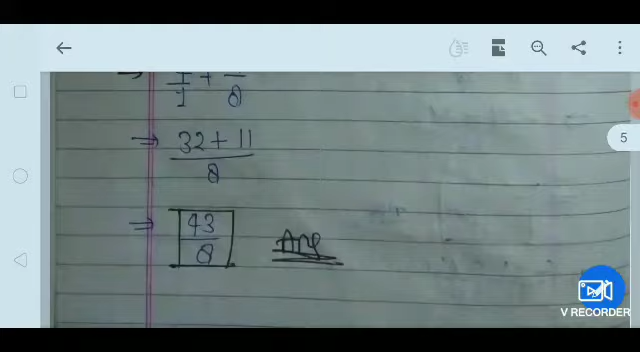 ⇒ 32 + 11
8
⇒ 43
8
Ans
5
V RECORDER